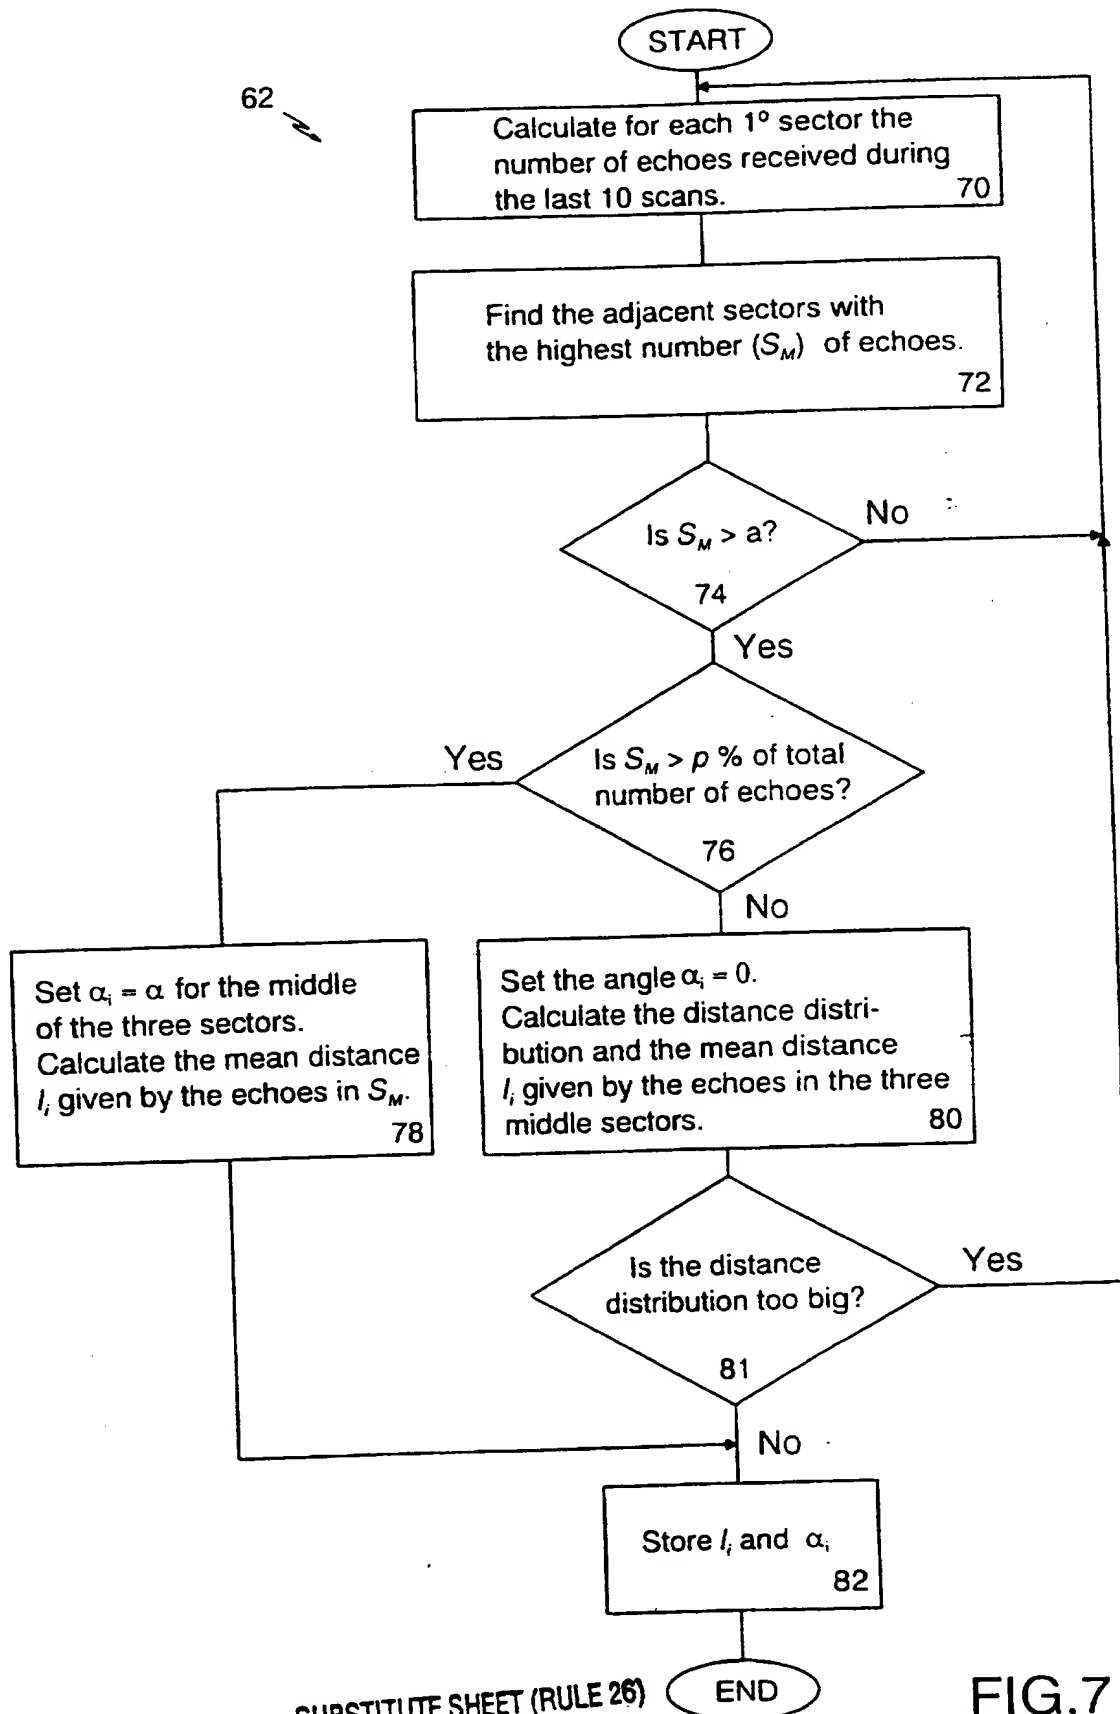 START
62
Calculate for each 1° sector the
number of echoes received during
the last 10 scans.
70
Find the adjacent sectors with
the highest number (S_M) of echoes.
72
Is S_M > a?
74
No
Yes
Is S_M > p % of total
number of echoes?
76
Yes
No
Set α_i = α for the middle
of the three sectors.
Calculate the mean distance
l_i given by the echoes in S_M.
78
Set the angle α_i = 0.
Calculate the distance distri-
bution and the mean distance
l_i given by the echoes in the three
middle sectors.
80
Is the distance
distribution too big?
81
Yes
No
Store l_i and α_i
82
SUBSTITUTE SHEET (RULE 26)
END
FIG.7